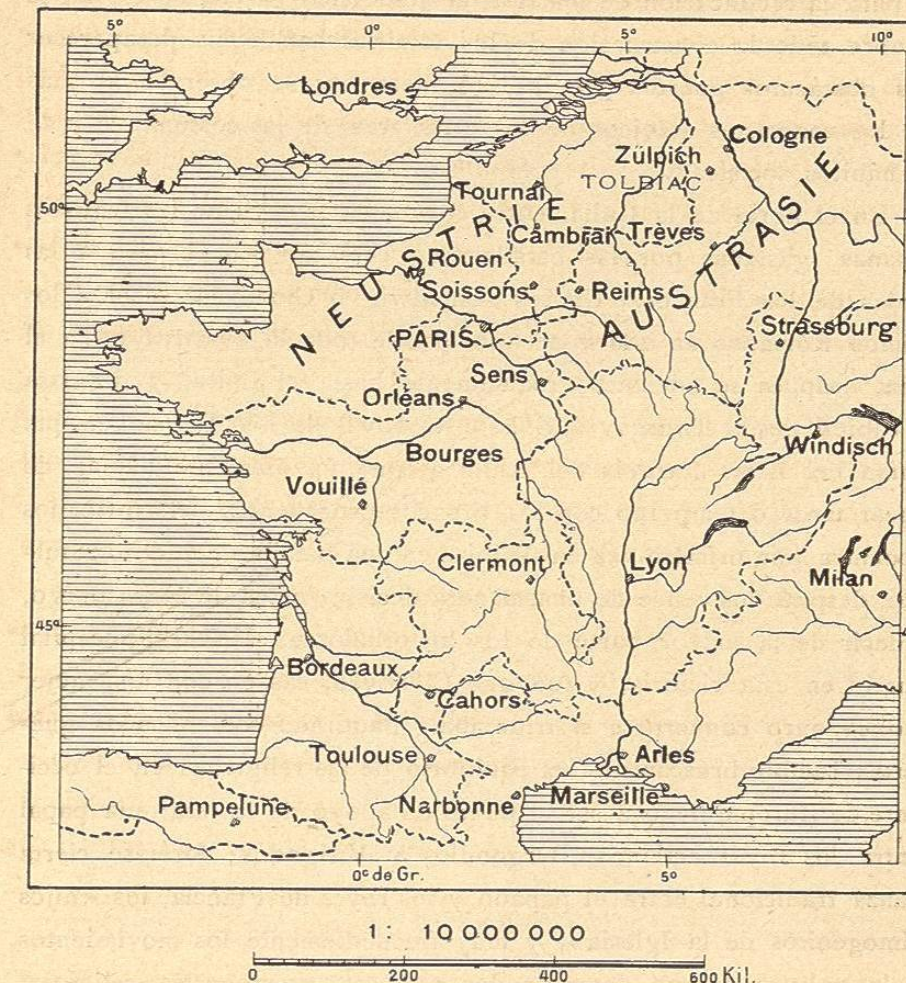 5° 0° 5° 10°
Londres
Cologne
Zülpich
TOLBIAC
Tournai
50°
NEUSTRIE
Cambrai
Trèves
AUSTRASIE
Rouen
Soissons
Reims
PARIS
Strassburg
Sens
Orléans
Bourges
Windisch
Vouillé
Clermont
Lyon
Milan
45°
Bordeaux
Cahors
Toulouse
Arles
Pampelune
Narbonne
Marseille
0° de Gr. 5°
1: 10 000 000
0 200 400 600 Kil.